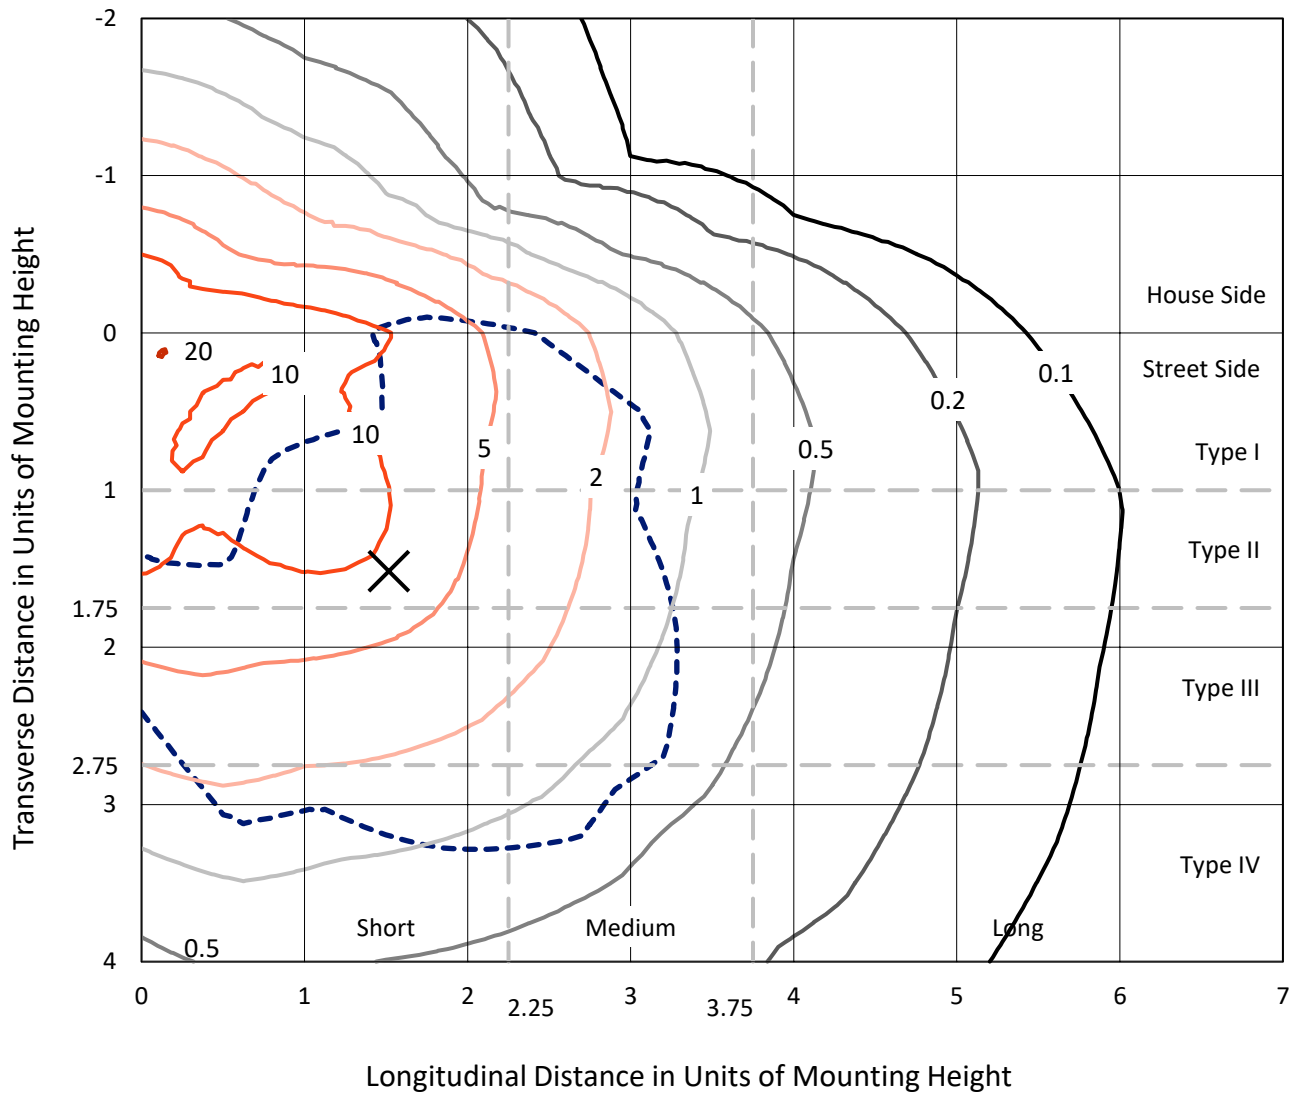 -2
-1
0
1
1.75
2
2.75
3
4
Transverse Distance in Units of Mounting Height
House Side
Street Side
Type I
Type II
Type III
Type IV
20
10
10
5
2
1
0.5
0.2
0.1
0.5
Short
Medium
Long
0
1
2
2.25
3
3.75
4
5
6
7
Longitudinal Distance in Units of Mounting Height